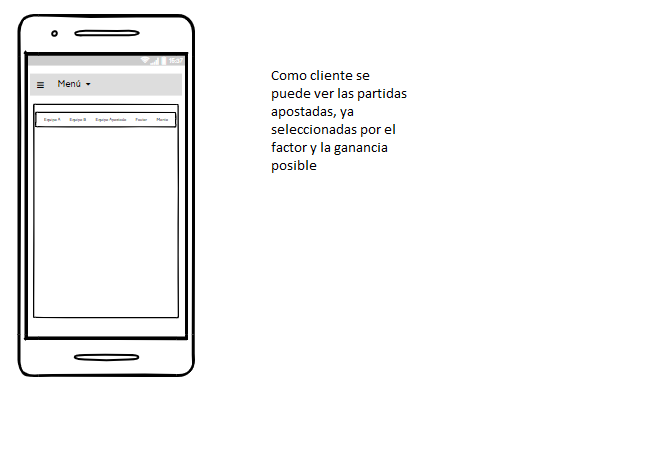 Menú
Equipo A Equipo B Equipo Apostado Factor
Como cliente se
puede ver las partidas
apostadas, ya
seleccionadas por el
factor y la ganancia
posible